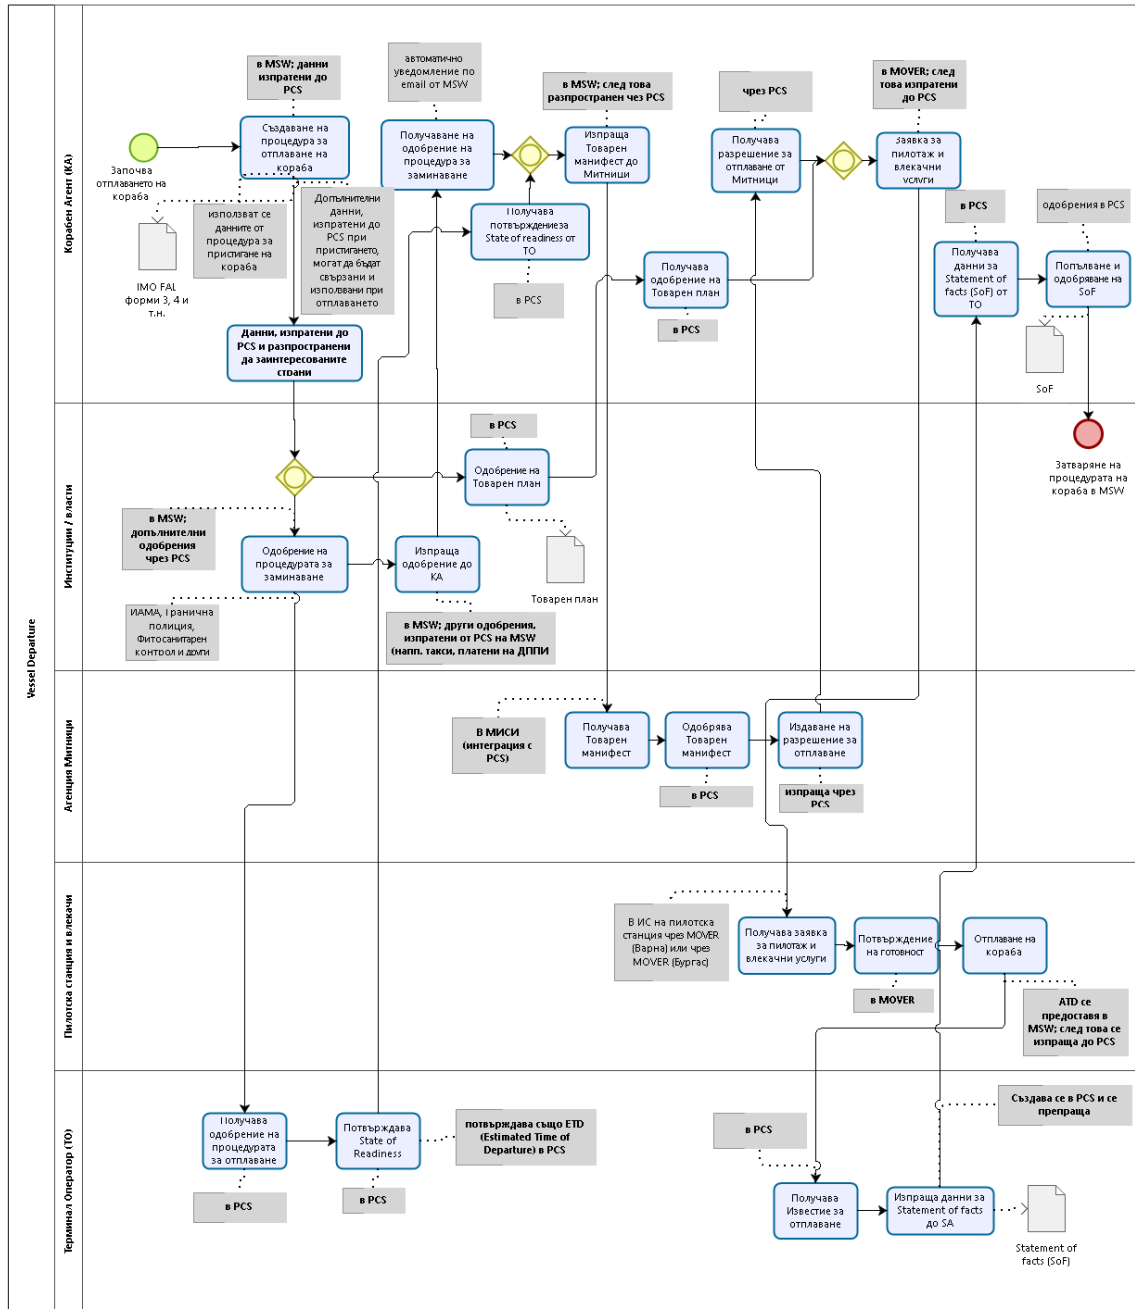 Vessel Departure
Корабен Агент (КА)
в MSW; данни
изпратени до
PCS
Започва
отплаването на
кораба
Създаване на
процедура за
отплаване на
кораба
IMO FAL
форми 3, 4 и
т.н.
използват се
данните от
процедура за
пристигане на
кораба
Допълнителни
данни,
изпратени до
PCS при
пристигането,
могат да бъдат
свързани и
използвани при
отплаването
Данни, изпратени до
PCS и разпространени
да заинтересованите
страни
автоматично
уведомление по
email от MSW
Получаване на
одобрение на
процедура за
заминаване
Получава
потвърждениеза
State of readiness от
ТО
в PCS
в MSW; след това
разпространен чез PCS
Изпраща
Товарен
манифест до
Митници
Получава
одобрение на
Товарен план
в PCS
чрез PCS
Получава
разрешение за
отплаване от
Митници
в MOVER; след
това изпратени
до PCS
Заявка за
пилотаж и
влекачни
услуги
в PCS
Получава
данни за
Statement of
facts (SoF) от
ТО
одобрения в PCS
Попълване и
одобряване на
SoF
SoF
Институции / власти
в PCS
Одобрение на
Товарен план
Товарен план
в MSW;
допълнителни
одобрения
чрез PCS
Одобрение на
процедурата за
заминаване
Изпраща
одобрение до
КА
ИАМА, Гранична
полиция,
Фитосанитарен
контрол и други
в MSW; други одобрения,
изпратени от PCS на MSW
(напп. такси, платени на ДППИ
Затваряне на
процедурата на
кораба в MSW
Агенция Митници
В МИСИ
(интеграция с
PCS)
Получава
Товарен
манифест
Одобрява
Товарен
манифест
в PCS
Издаване на
разрешение за
отплаване
изпраща чрез
PCS
Пилотска станция и влекачи
В ИС на пилотска
станция чрез MOVER
(Варна) или чрез
MOVER (Бургас)
Получава заявка
за пилотаж и
влекачни услуги
Потвърждение
на готовност
в MOVER
Отплаване на
кораба
ATD се
предоставя в
MSW; след това се
изпраща до PCS
Терминал Оператор (ТО)
Получава
одобрение на
процедурата
за отплаване
в PCS
Потвърждава
State of
Readiness
в PCS
потвърждава също ETD
(Estimated Time of
Departure) в PCS
в PCS
Получава
Известие за
отплаване
Създава се в PCS и се
препраща
Изпраща данни за
Statement of facts
до SA
Statement of
facts (SoF)